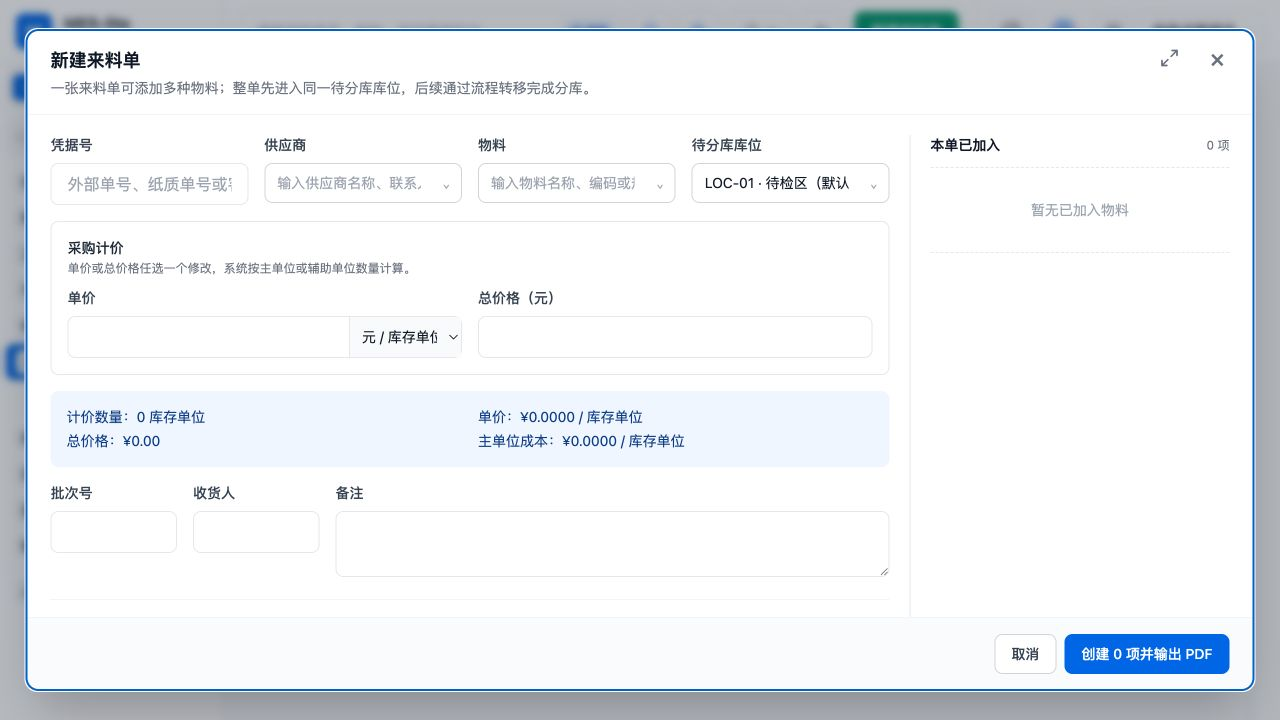 新建来料单
一张来料单可添加多种物料；整单先进入同一待分库库位，后续通过流程转移完成分库。
凭据号
供应商
物料
待分库库位
外部单号、纸质单号或
输入供应商名称、联系
输入物料名称、编码或
LOC-01 · 待检区（默认
采购计价
单价或总价格任选一个修改，系统按主单位或辅助单位数量计算。
单价
总价格（元）
元 / 库存单位
计价数量：0 库存单位
单价：¥0.0000 / 库存单位
总价格：¥0.00
主单位成本：¥0.0000 / 库存单位
批次号
收货人
备注
本单已加入
0 项
暂无已加入物料
取消
创建 0 项并输出 PDF